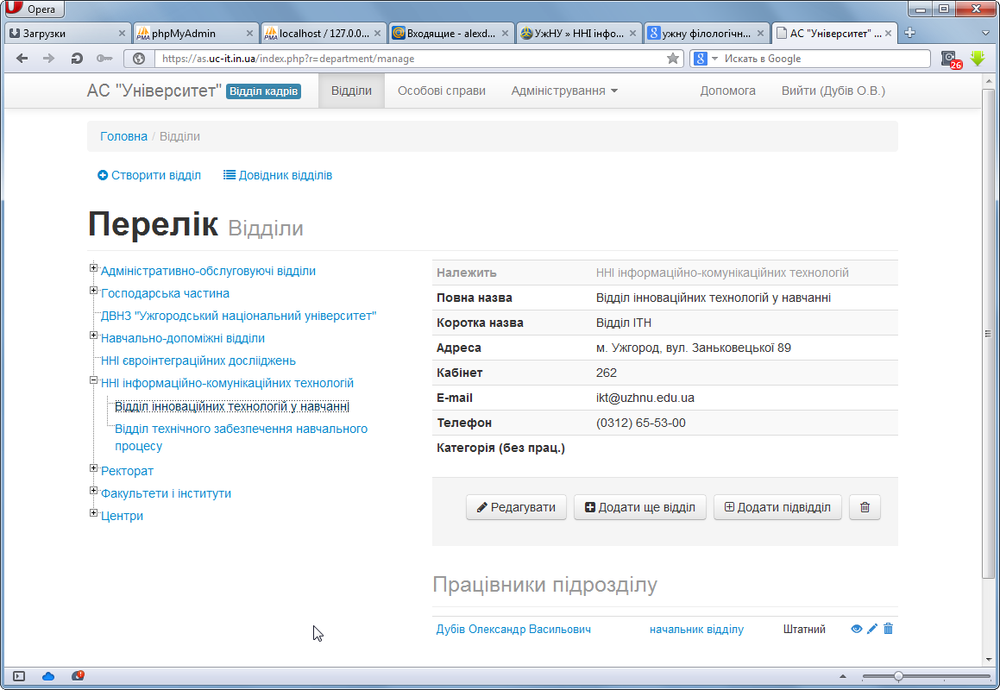 Opera
Загрузки
phpMyAdmin
localhost / 127.0.0...
Входящие - alexd...
УжНУ » ННІ інфо...
ужну філологічн...
АС "Університет" ...
https://as.uc-it.in.ua/index.php?r=department/manage
Искать в Google
26
АС "Університет" Відділ кадрів
Відділи
Особові справи
Адміністрування
Допомога
Вийти (Дубів О.В.)
Головна / Відділи
Створити відділ
Довідник відділів
Перелік Відділи
Адміністративно-обслуговуючі відділи
Господарська частина
ДВНЗ "Ужгородський національний університет"
Навчально-допоміжні відділи
ННІ євроінтеграційних дослііджень
ННІ інформаційно-комунікаційних технологій
Відділ інноваційних технологій у навчанні
Відділ технічного забезпечення навчального
процесу
Ректорат
Факультети і інститути
Центри
Належить ННІ інформаційно-комунікаційних технологій
Повна назва Відділ інноваційних технологій у навчанні
Коротка назва Відділ ІТН
Адреса м. Ужгород, вул. Заньковецької 89
Кабінет 262
E-mail ikt@uzhnu.edu.ua
Телефон (0312) 65-53-00
Категорія (без прац.)
Редагувати
Додати ще відділ
Додати підвідділ
Працівники підрозділу
Дубів Олександр Васильович начальник відділу Штатний